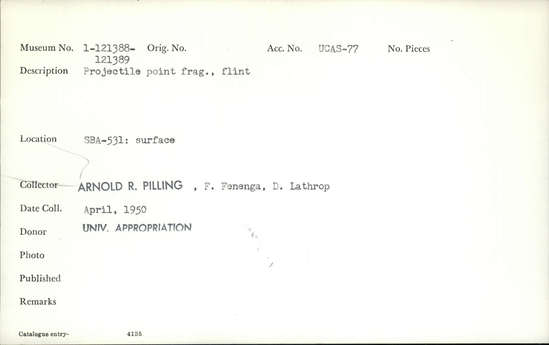 Museum No. 1-121388- Orig. No. Acc. No. UCAS-77 No. Pieces
121389
Description Projectile point frag., flint
Location SBA-531: surface
Collector ARNOLD R. PILLING , F. Fenenga, D. Lathrop
Date Coll. April, 1950
Donor UNIV. APPROPRIATION
Photo
Published
Remarks
Catalogue entry- 4135